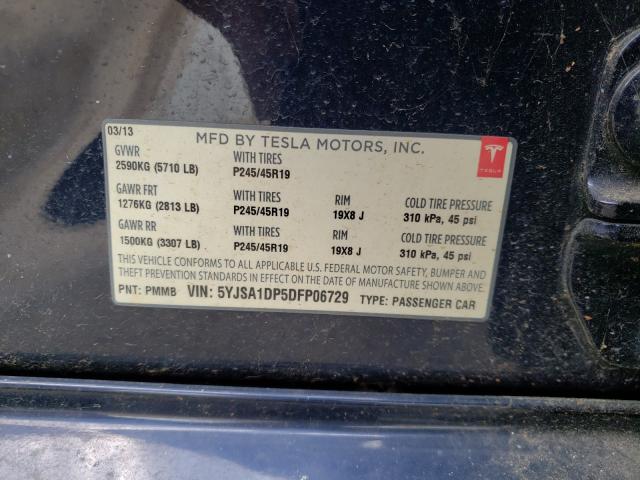 03/13
MFD BY TESLA MOTORS, INC.
GVWR WITH TIRES
2590KG (5710 LB) P245/45R19
TESLA
GAWR FRT WITH TIRES RIM COLD TIRE PRESSURE
1276KG (2813 LB) P245/45R19 19X8 J 310 kPa, 45 psi
GAWR RR WITH TIRES RIM COLD TIRE PRESSURE
1500KG (3307 LB) P245/45R19 19X8 J 310 kPa, 45 psi
THIS VEHICLE CONFORMS TO ALL APPLICABLE U.S. FEDERAL MOTOR SAFETY, BUMPER AND
THEFT PREVENTION STANDARDS IN EFFECT ON THE DATE OF MANUFACTURE SHOWN ABOVE.
PNT: PMMB VIN: 5YJSA1DP5DFP06729 TYPE: PASSENGER CAR